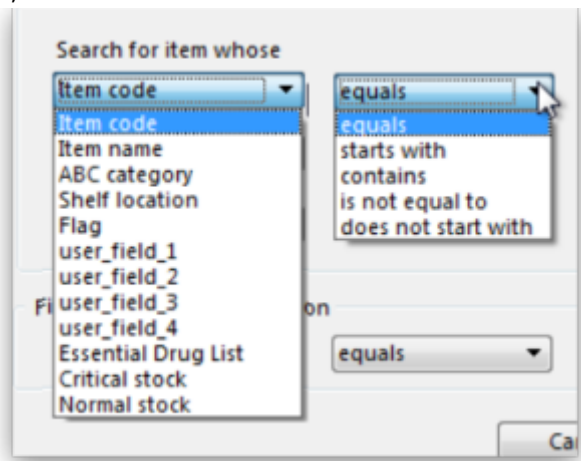 Search for item whose
Item code
equals
Item code
Item name
ABC category
Shelf location
Flag
user_field_1
user_field_2
user_field_3
user_field_4
Essential Drug List
Critical stock
Normal stock
equals
starts with
contains
is not equal to
does not start with
Fi
on
equals
Ca